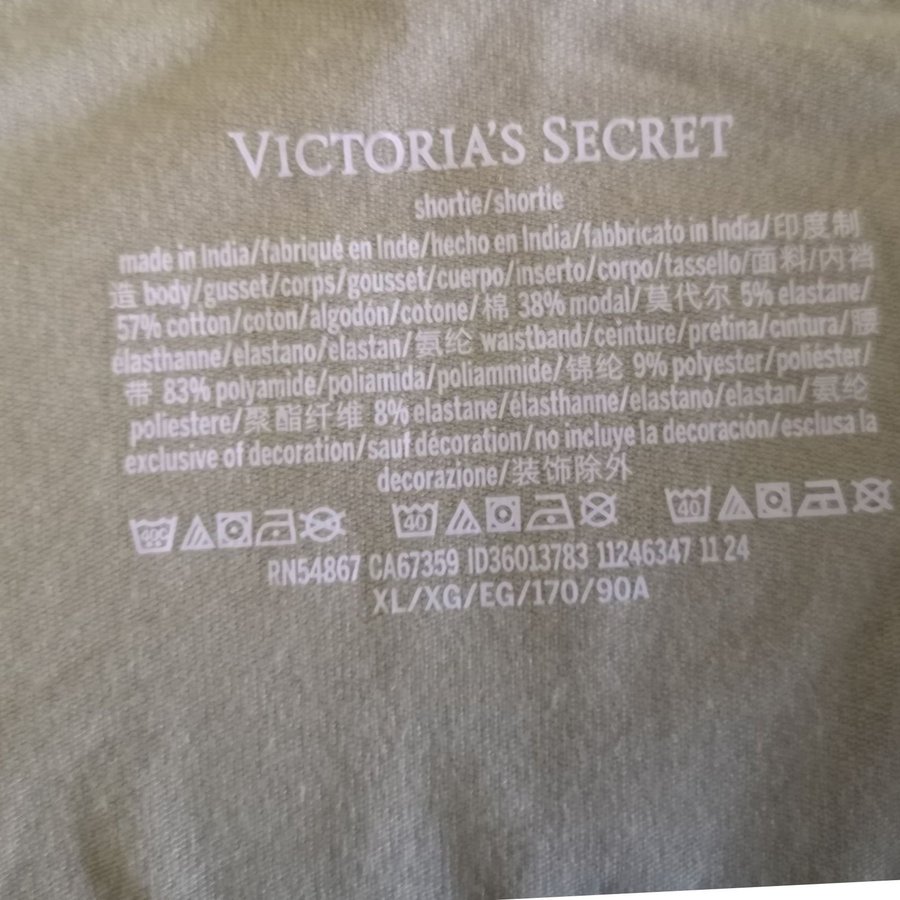 VICTORIA'S SECRET
shortie/shortie
made in India/fabriqué en Inde/hecho en India/fabbricato in India/印度制
造 body/gusset/corps/gousset/cuerpo/inserto/corpo/tassello/面料/内裆
57% cotton/coton/algodón/cotone/棉 38% modal/莫代尔 5% elastane/
élasthanne/elastano/elastan/氨纶 waistband/ceinture/pretina/cintura/腰
带 83% polyamide/poliamida/poliammide/锦纶 9% polyester/poliéster/
poliestere/聚酯纤维 8% elastane/élasthanne/elastano/elastan/氨纶
exclusive of decoration/sauf décoration/no incluye la decoración/esclusa la
decorazione/装饰除外
40 40
RN54867 CA67359 ID36013783 11246347 11 24
XL/XG/EG/170/90A